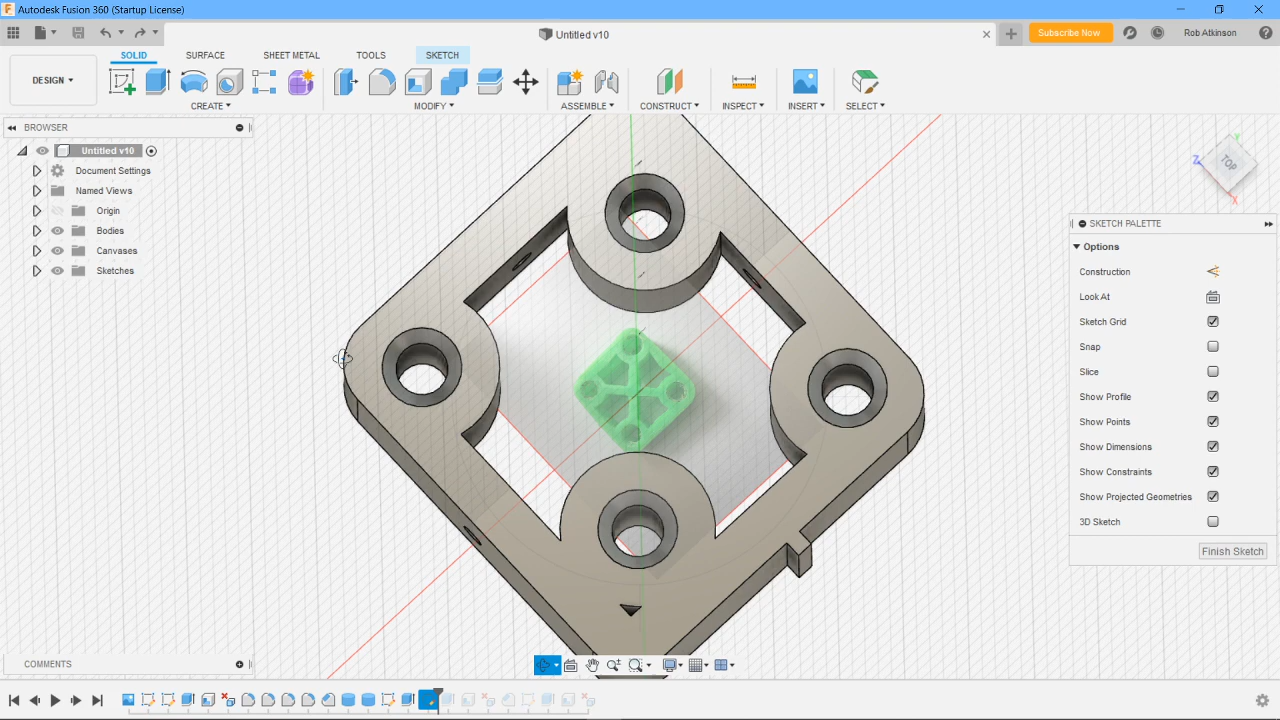 Autodesk Fusion 360 (Startup License)
Untitled v10
Subscribe Now
Rob Atkinson
DESIGN
SOLID
SURFACE
SHEET METAL
TOOLS
SKETCH
CREATE
MODIFY
ASSEMBLE
CONSTRUCT
INSPECT
INSERT
SELECT
BROWSER
Untitled v10
Document Settings
Named Views
Origin
Bodies
Canvases
Sketches
Y
Z
TOP
X
SKETCH PALETTE
Options
Construction
Look At
Sketch Grid
Snap
Slice
Show Profile
Show Points
Show Dimensions
Show Constraints
Show Projected Geometries
3D Sketch
Finish Sketch
COMMENTS